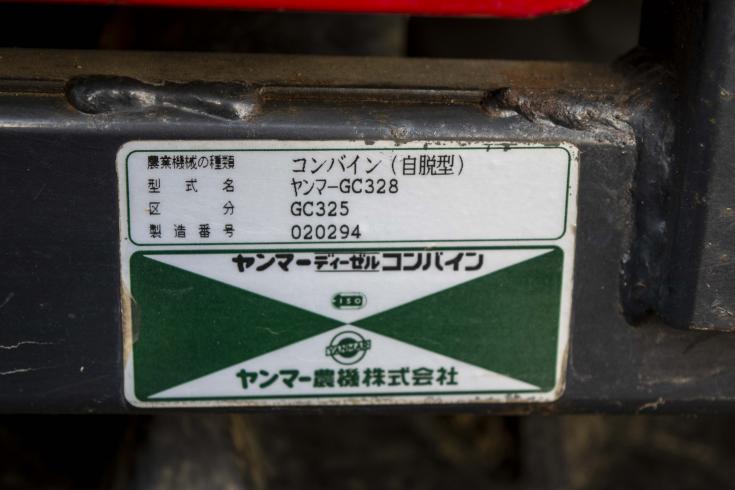 農業機械の種類 コンバイン(自脱型)
型式名 ヤンマーGC328
区分 GC325
製造番号 020294
ヤンマーディーゼルコンバイン
ISO
YANMAR
ヤンマー農機株式会社